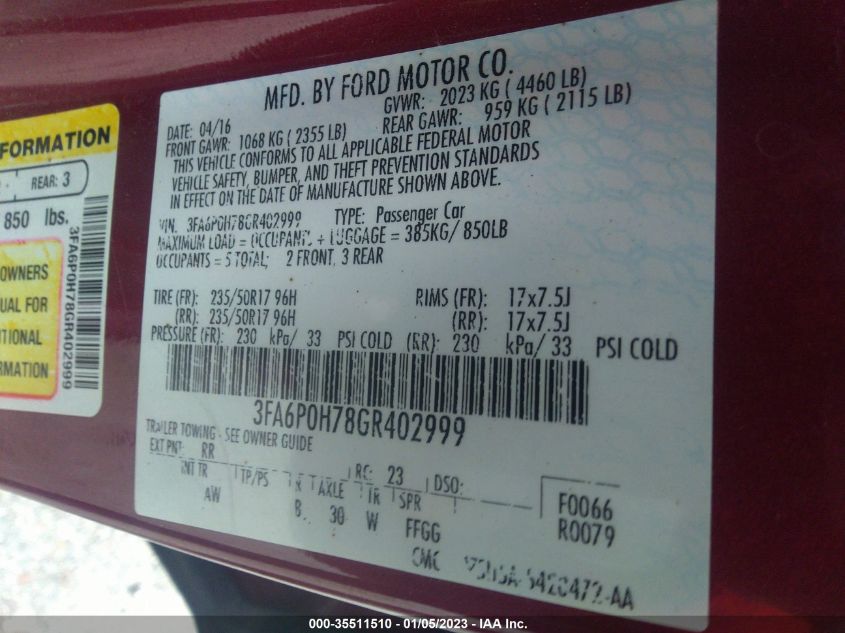 FORMATION
REAR: 3
850 lbs.
3FA6P0H78GR402999
OWNERS
UAL FOR
ITIONAL
RMATION
MFD. BY FORD MOTOR CO.
DATE: 04/16 GVWR: 2023 KG ( 4460 LB)
FRONT GAWR: 1068 KG ( 2355 LB) REAR GAWR: 959 KG ( 2115 LB)
THIS VEHICLE CONFORMS TO ALL APPLICABLE FEDERAL MOTOR
VEHICLE SAFETY, BUMPER, AND THEFT PREVENTION STANDARDS
IN EFFECT ON THE DATE OF MANUFACTURE SHOWN ABOVE.
VIN: 3FA6P0H78GR402999 TYPE: Passenger Car
MAXIMUM LOAD = OCCUPANTS + LUGGAGE = 385KG/ 850LB
OCCUPANTS = 5 TOTAL; 2 FRONT, 3 REAR
TIRE (FR): 235/50R17 96H RIMS (FR): 17x7.5J
(RR): 235/50R17 96H (RR): 17x7.5J
PRESSURE (FR): 230 kPa/ 33 PSI COLD (RR): 230 kPa/ 33 PSI COLD
3FA6P0H78GR402999
TRAILER TOWING - SEE OWNER GUIDE
EXT PNT: RR RC: 23 DSO:
INT TR TP/PS R AXLE TR SPR
AW B 30 W FFGG
F0066
R0079
CMC
000-35511510 - 01/05/2023 - IAA Inc.